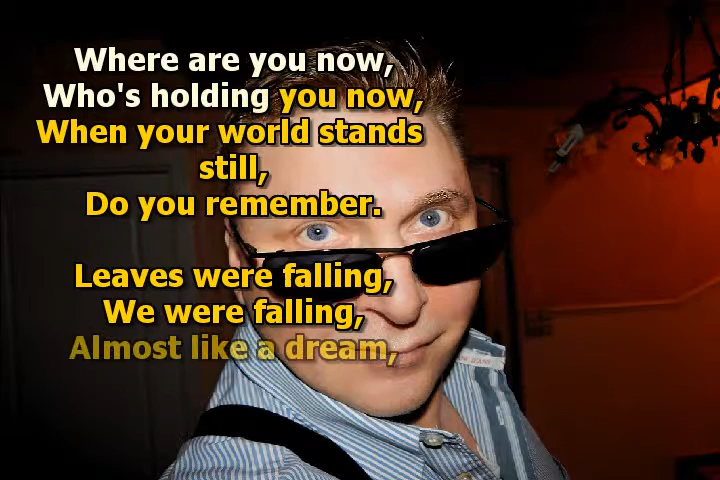 Where are you now,
Who's holding you now,
When your world stands
still,
Do you remember.
Leaves were falling,
We were falling,
Almost like a dream,